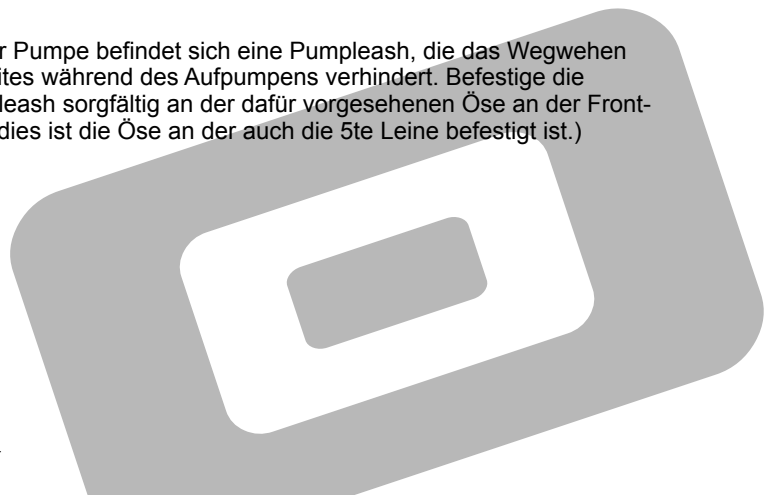 r Pumpe befindet sich eine Pumpleash, die das Wegwehen
ites während des Aufpumpens verhindert. Befestige die
leash sorgfältig an der dafür vorgesehenen Öse an der Front-
dies ist die Öse an der auch die 5te Leine befestigt ist.)